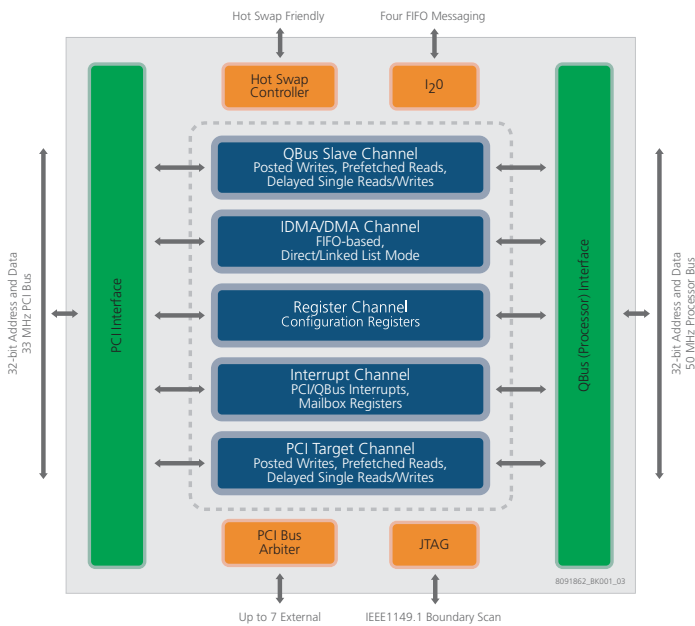 Hot Swap Friendly
Four FIFO Messaging
Hot Swap
Controller
I20
QBus Slave Channel
Posted Writes, Prefetched Reads,
Delayed Single Reads/Writes
IDMA/DMA Channel
FIFO-based,
Direct/Linked List Mode
Register Channel
Configuration Registers
Interrupt Channel
PCI/QBus Interrupts,
Mailbox Registers
PCI Target Channel
Posted Writes, Prefetched Reads,
Delayed Single Reads/Writes
32-bit Address and Data
33 MHz PCI Bus
PCI Interface
QBus (Processor) Interface
32-bit Address and Data
50 MHz Processor Bus
PCI Bus
Arbiter
JTAG
8091862_BK001_03
Up to 7 External
IEEE1149.1 Boundary Scan